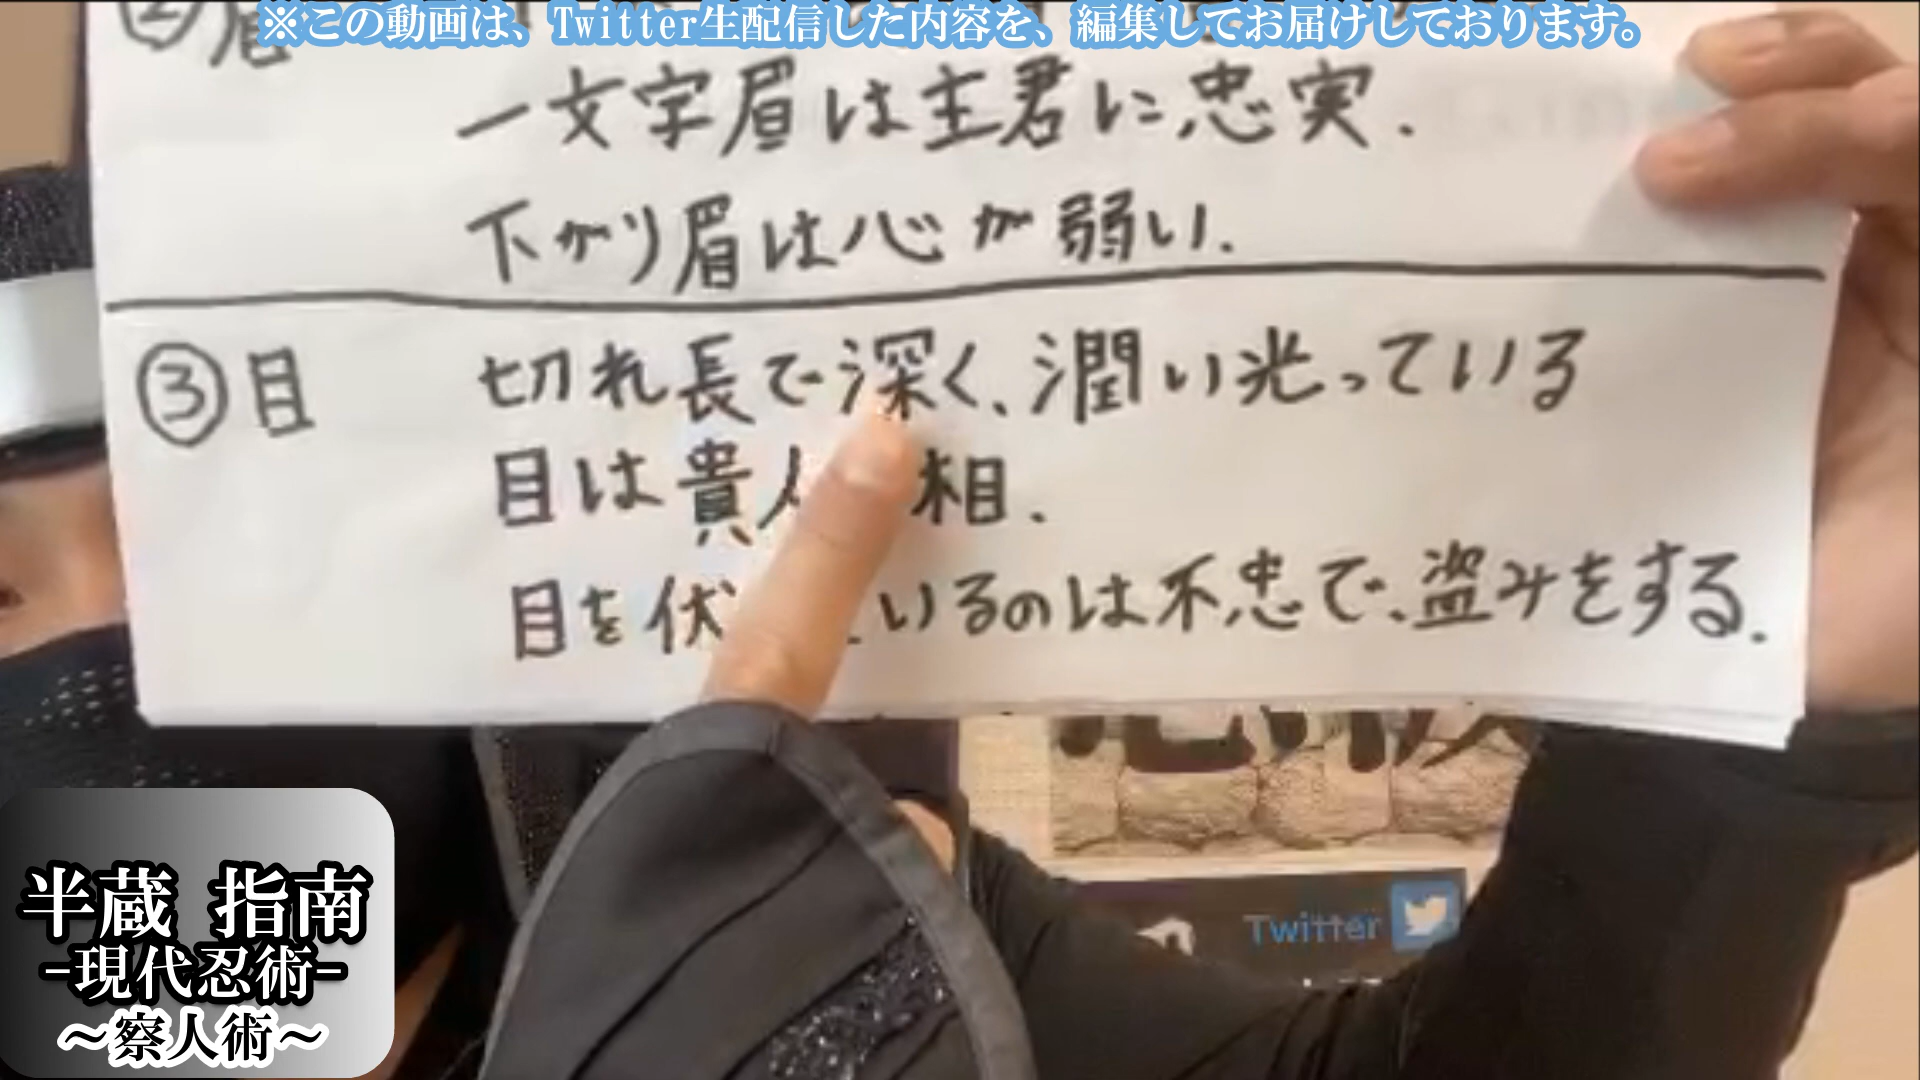 ※この動画は、Twitter生配信した内容を、編集してお届けしております。
②眉
一文字眉は主君に忠実.
下がり眉は心が弱い.
③目 切れ長で深く、潤い光っている
目は貴人 相.
目を伏 いるのは不忠で、盗みをする.
Twitter
半蔵 指南
-現代忍術-
～察人術～